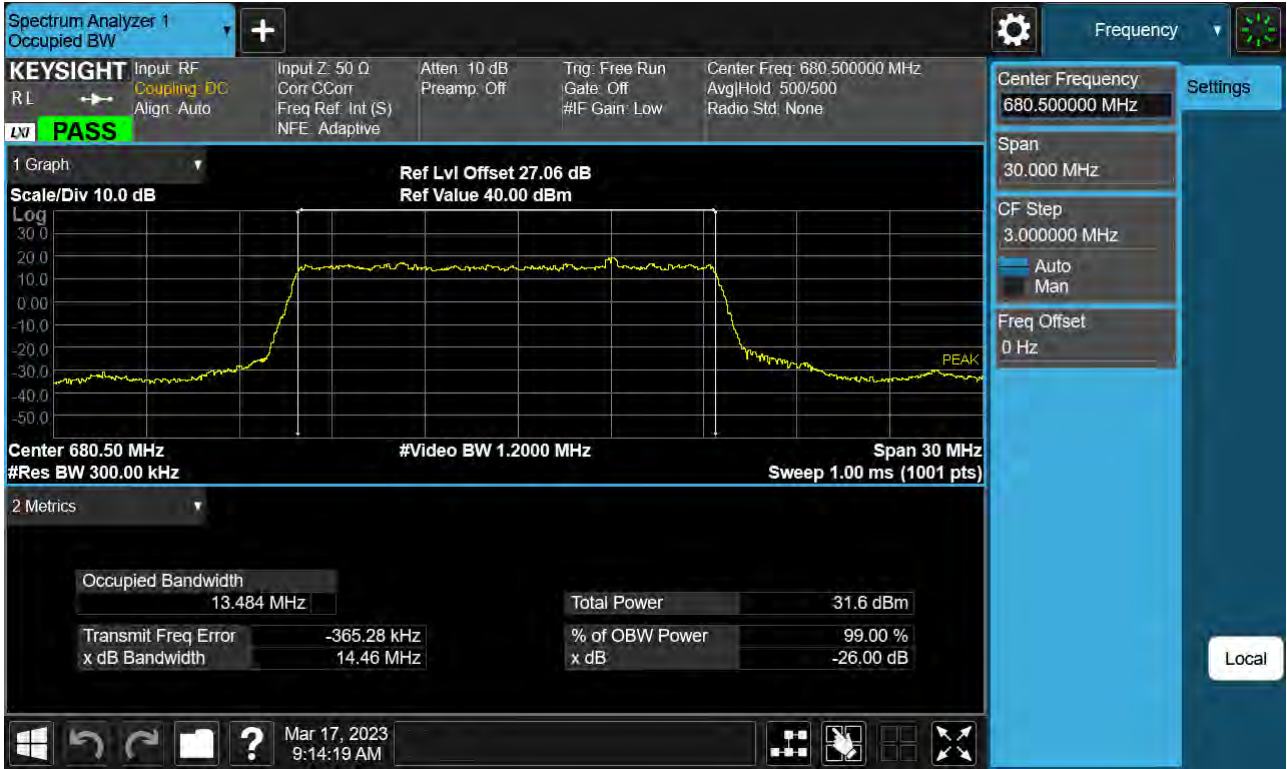 Spectrum Analyzer 1
Occupied BW
+
Frequency
KEYSIGHT
R L
LXI PASS
Input: RF
Coupling: DC
Align: Auto
Input Z: 50 Ω
Corr CCorr
Freq Ref: Int (S)
NFE: Adaptive
Atten: 10 dB
Preamp: Off
Trig: Free Run
Gate: Off
#IF Gain: Low
Center Freq: 680.500000 MHz
Avg|Hold: 500/500
Radio Std: None
Center Frequency
680.500000 MHz
Settings
Span
30.000 MHz
CF Step
3.000000 MHz
Auto
Man
Freq Offset
0 Hz
Local
1 Graph
Scale/Div 10.0 dB
Ref Lvl Offset 27.06 dB
Ref Value 40.00 dBm
Log
30.0
20.0
10.0
0.00
-10.0
-20.0
-30.0
-40.0
-50.0
PEAK
Center 680.50 MHz
#Video BW 1.2000 MHz
Span 30 MHz
#Res BW 300.00 kHz
Sweep 1.00 ms (1001 pts)
2 Metrics
Occupied Bandwidth
13.484 MHz
Total Power 31.6 dBm
Transmit Freq Error -365.28 kHz
% of OBW Power 99.00 %
x dB Bandwidth 14.46 MHz
x dB -26.00 dB
?
Mar 17, 2023
9:14:19 AM